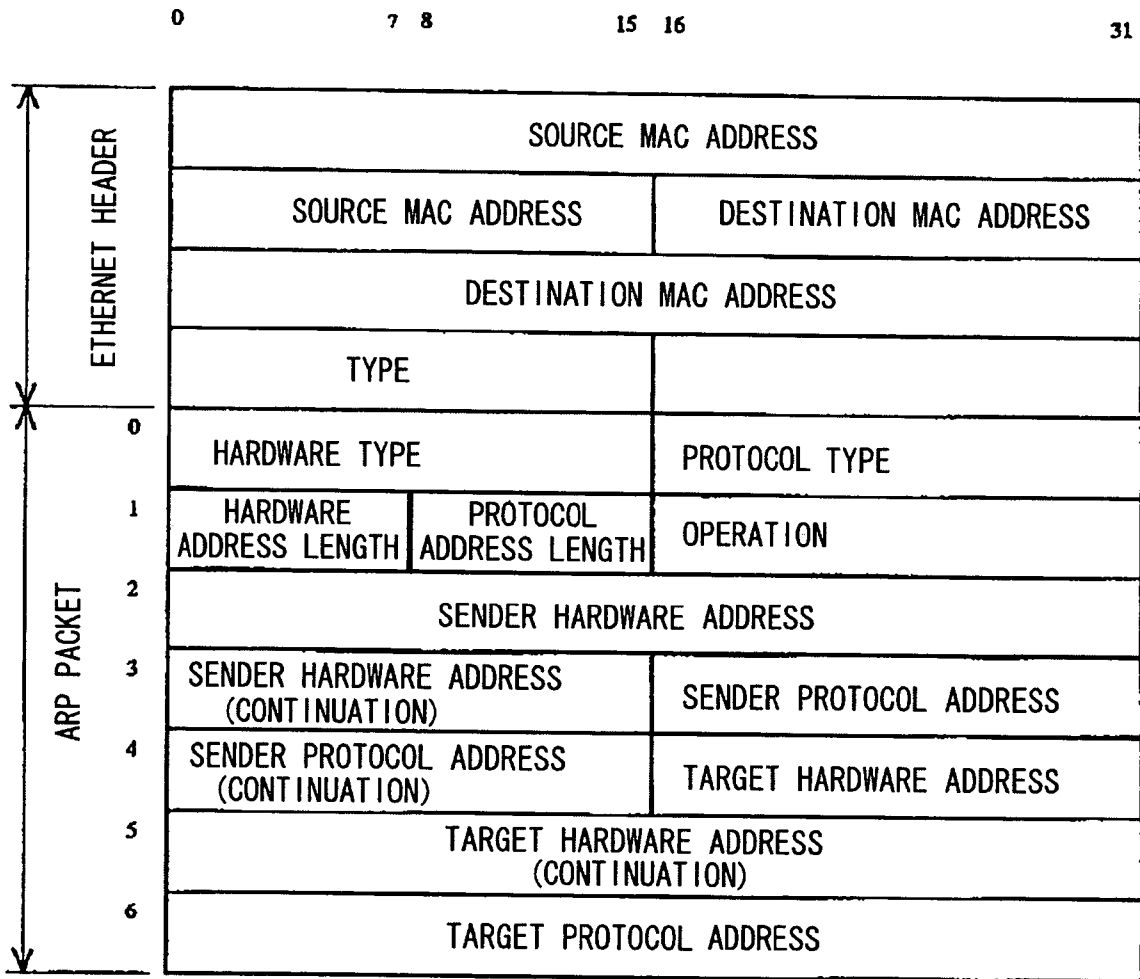 0 7 8 15 16 31
ETHERNET HEADER
SOURCE MAC ADDRESS
SOURCE MAC ADDRESS DESTINATION MAC ADDRESS
DESTINATION MAC ADDRESS
TYPE
ARP PACKET
0 HARDWARE TYPE PROTOCOL TYPE
1 HARDWARE ADDRESS LENGTH PROTOCOL ADDRESS LENGTH OPERATION
2 SENDER HARDWARE ADDRESS
3 SENDER HARDWARE ADDRESS (CONTINUATION) SENDER PROTOCOL ADDRESS
4 SENDER PROTOCOL ADDRESS (CONTINUATION) TARGET HARDWARE ADDRESS
5 TARGET HARDWARE ADDRESS
(CONTINUATION)
6 TARGET PROTOCOL ADDRESS